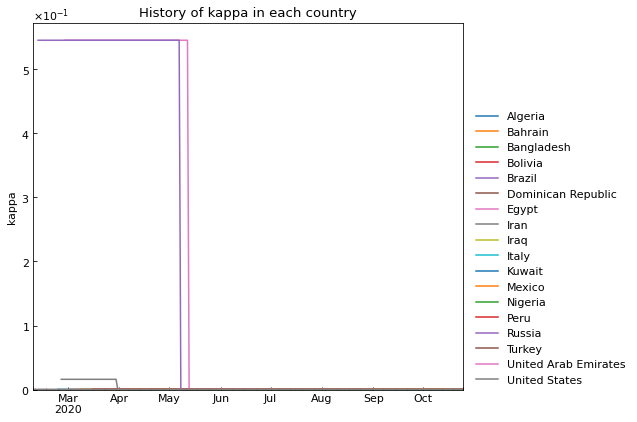 History of kappa in each country
×10⁻¹
5
4
3
2
1
0
kappa
Mar
2020
Apr
May
Jun
Jul
Aug
Sep
Oct
Algeria
Bahrain
Bangladesh
Bolivia
Brazil
Dominican Republic
Egypt
Iran
Iraq
Italy
Kuwait
Mexico
Nigeria
Peru
Russia
Turkey
United Arab Emirates
United States